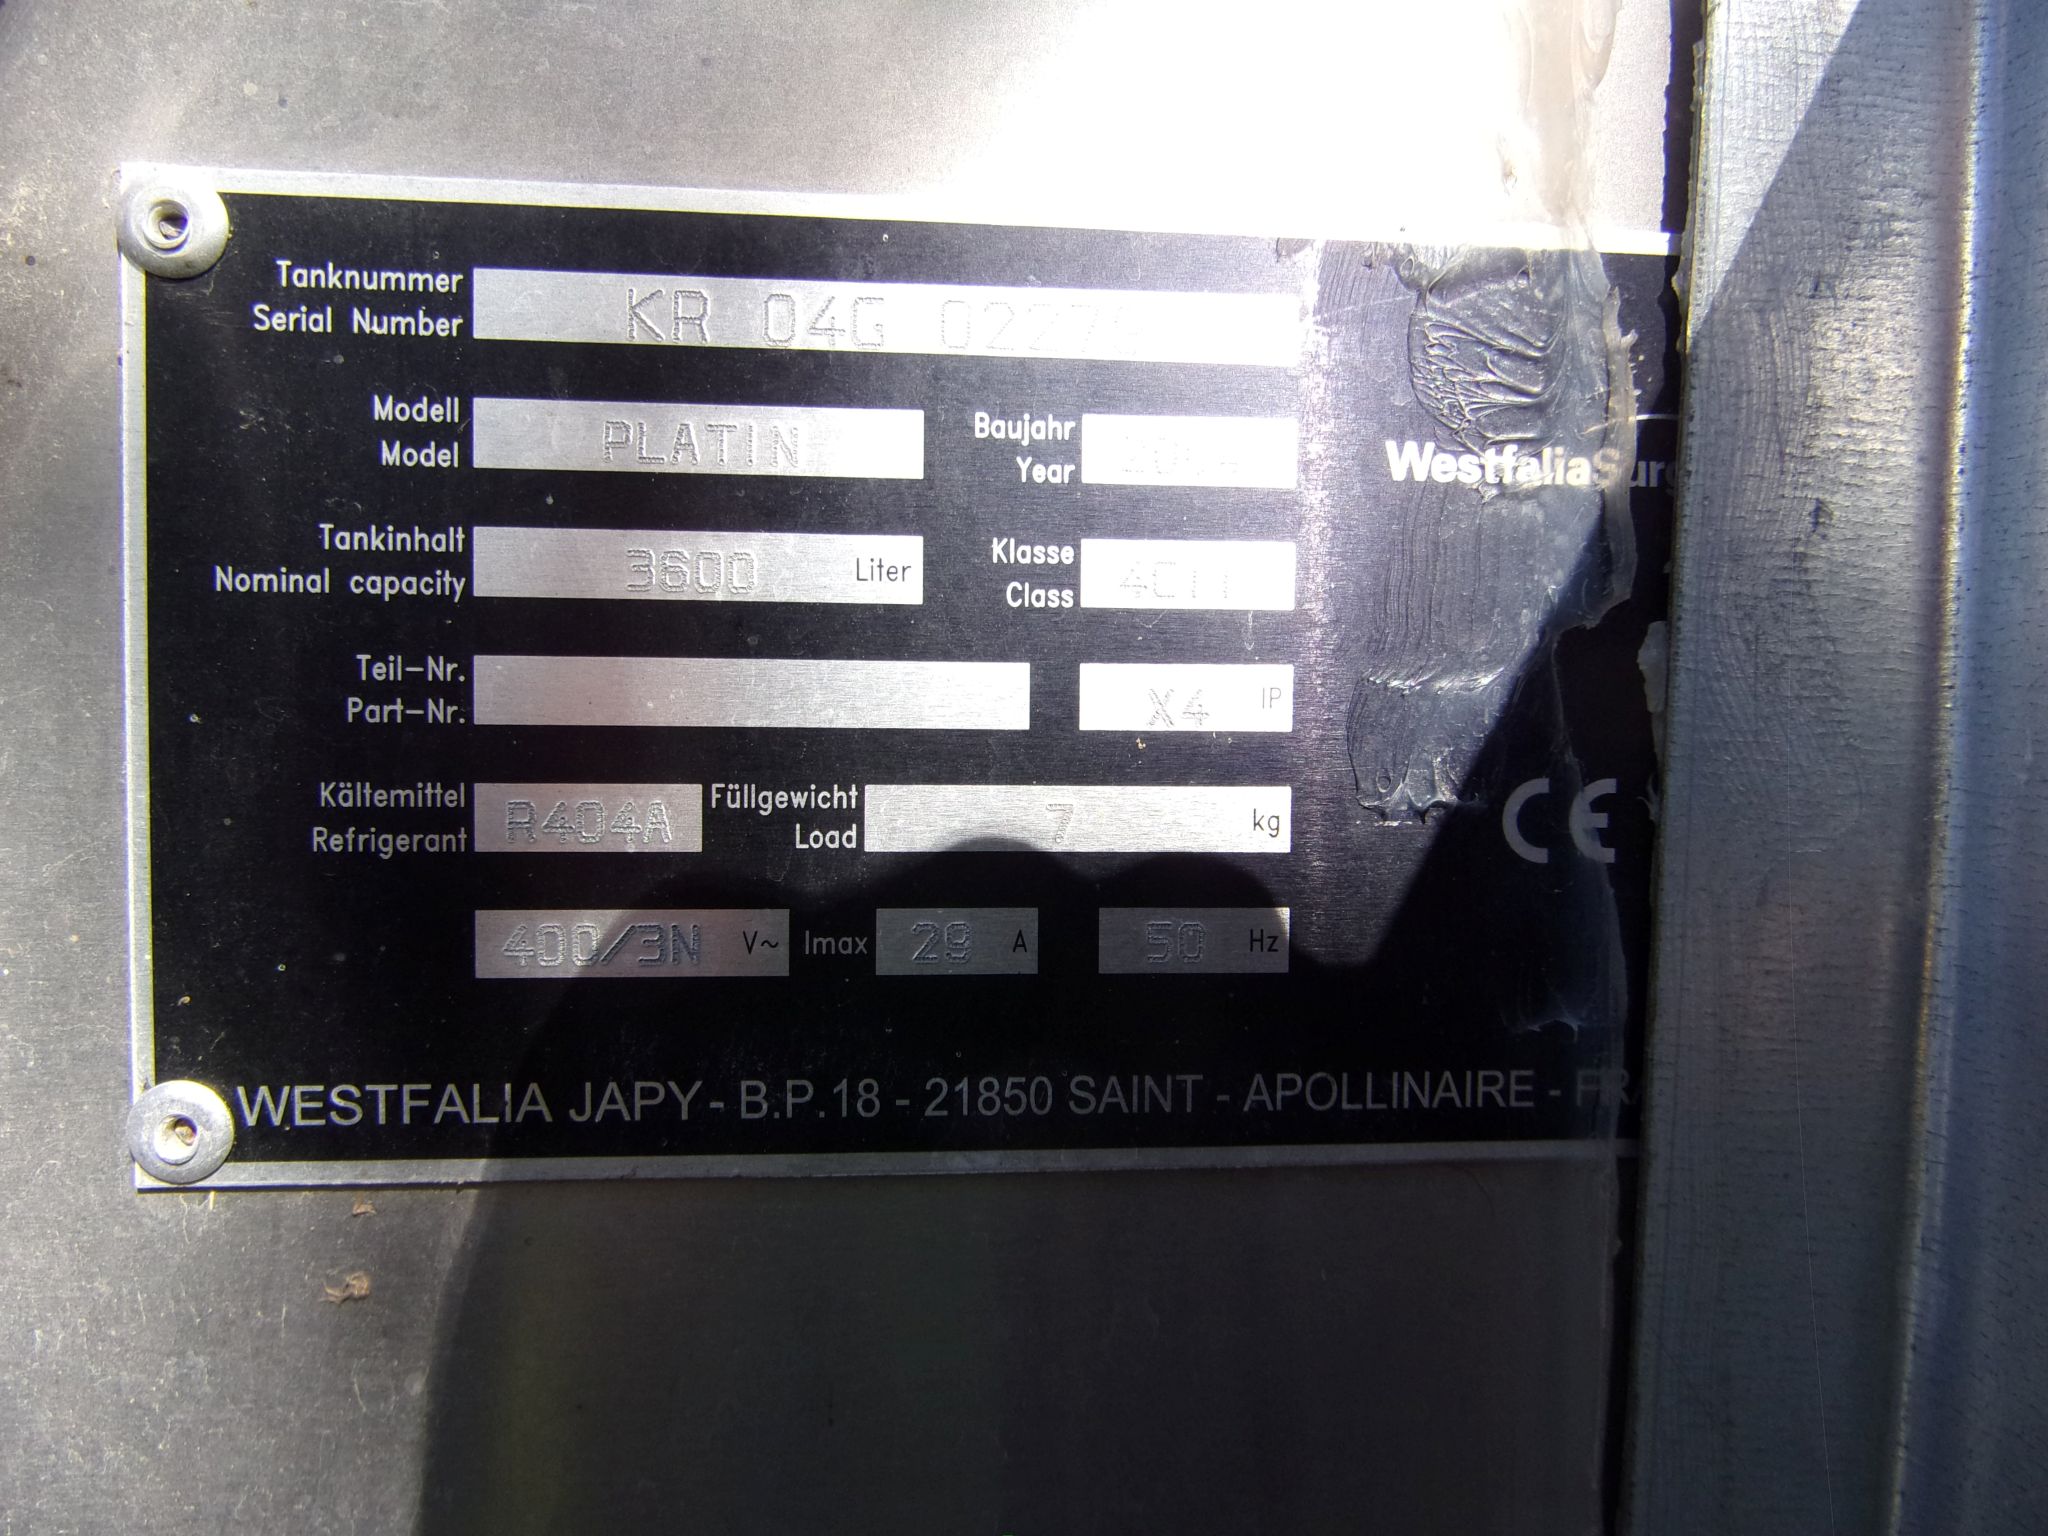 Tanknummer
Serial Number
KR 04G
Modell
Model
PLATIN
Baujahr
Year
Tankinhalt
Nominal capacity
3600 Liter
Klasse
Class
Teil-Nr.
Part-Nr.
X4 IP
Kältemittel
Refrigerant
R404A
Füllgewicht
Load
7 kg
400/3N V~ Imax 29 A 50 Hz
CE
WESTFALIA JAPY - B.P.18 - 21850 SAINT - APOLLINAIRE -